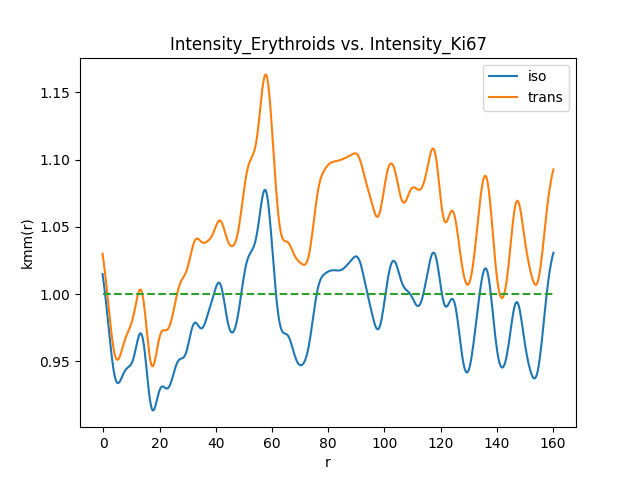 Intensity_Erythroids vs. Intensity_Ki67
iso
trans
kmm(r)
1.15
1.10
1.05
1.00
0.95
0 20 40 60 80 100 120 140 160
r